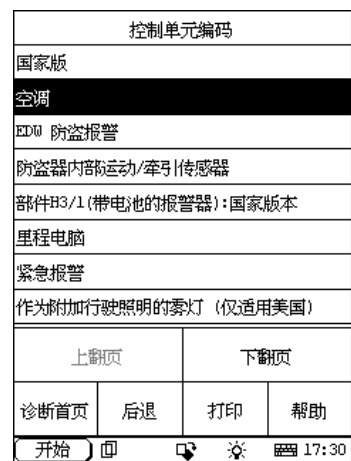 控制单元编码
国家版
空调
EDW 防盗报警
防盗器内部运动/牵引传感器
部件H3/1(带电池的报警器):国家版本
里程电脑
紧急报警
作为附加行驶照明的雾灯 (仅适用美国)
上翻页 下翻页
诊断首页 后退 打印 帮助
开始 17:30